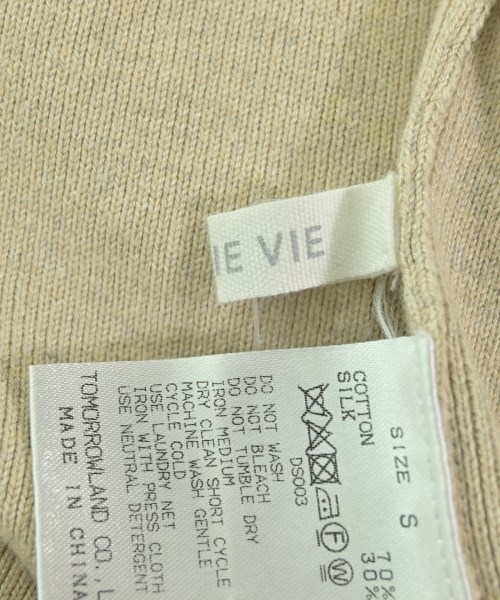 IE VIE
SIZE S
COTTON 70%
SILK 30%
DS003
DO NOT WASH
DO NOT BLEACH
DO NOT TUMBLE DRY
IRON MEDIUM
DRY CLEAN SHORT CYCLE
MACHINE WASH GENTLE
CYCLE COLD
USE LAUNDRY NET
IRON WITH PRESS CLOTH
USE NEUTRAL DETERGENT
TOMORROWLAND CO., L
MADE IN CHINA